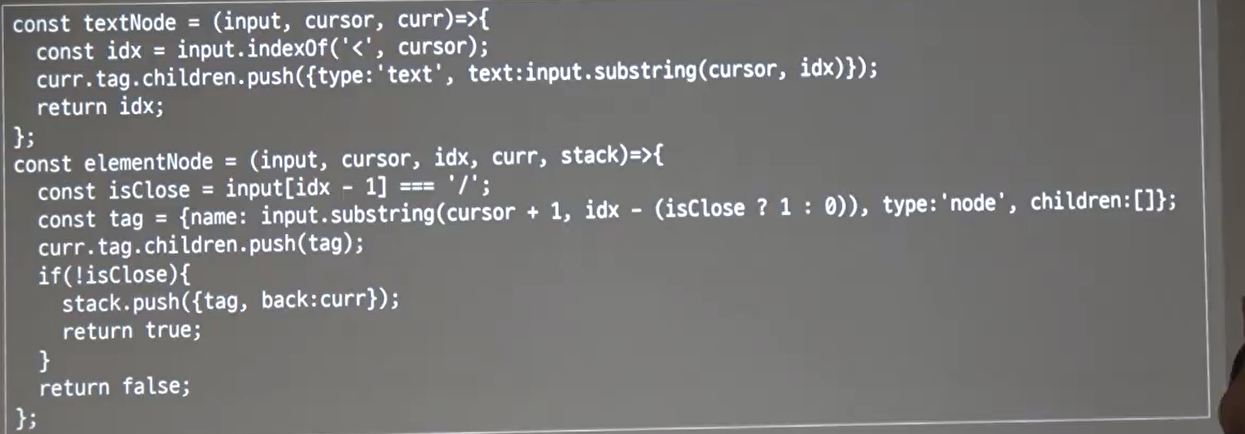 const textNode = (input, cursor, curr)=>{
  const idx = input.indexOf('<', cursor);
  curr.tag.children.push({type:'text', text:input.substring(cursor, idx)});
  return idx;
};
const elementNode = (input, cursor, idx, curr, stack)=>{
  const isClose = input[idx - 1] === '/';
  const tag = {name: input.substring(cursor + 1, idx - (isClose ? 1 : 0)), type:'node', children:[]};
  curr.tag.children.push(tag);
  if(!isClose){
    stack.push({tag, back:curr});
    return true;
  }
  return false;
};